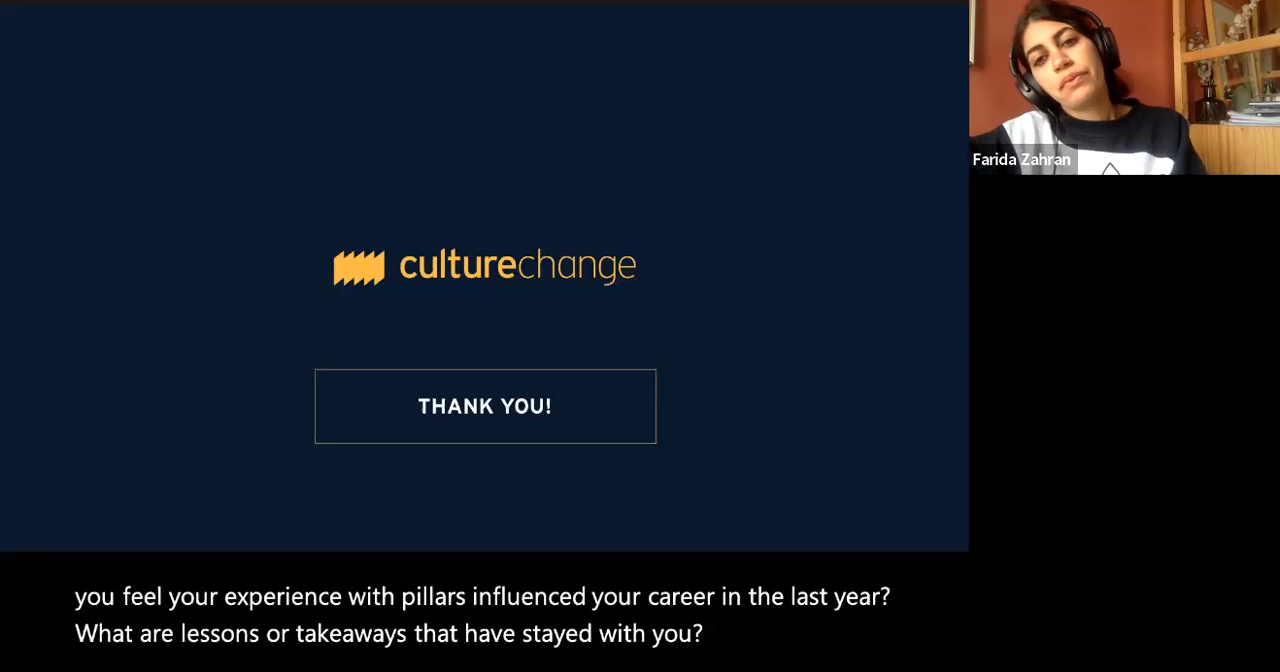 culturechange
THANK YOU!
Farida Zahran
you feel your experience with pillars influenced your career in the last year?
What are lessons or takeaways that have stayed with you?